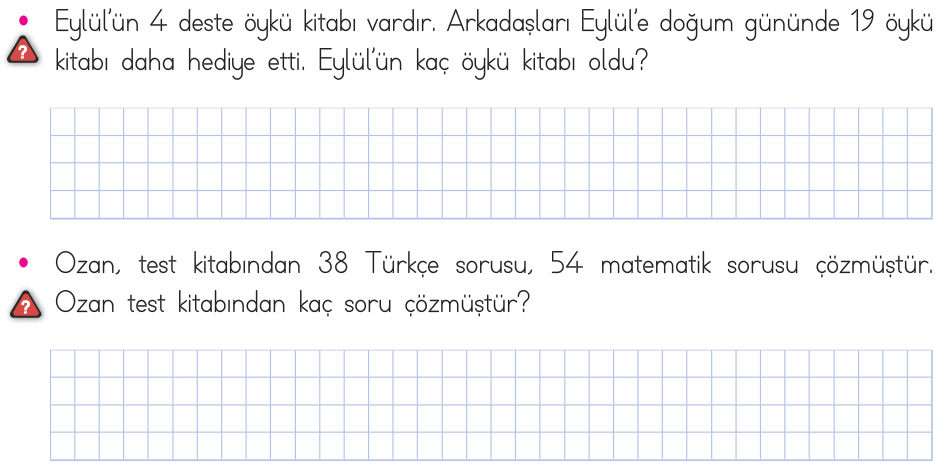 • Eylül'ün 4 deste öykü kitabı vardır. Arkadaşları Eylül'e doğum gününde 19 öykü
? kitabı daha hediye etti. Eylül'ün kaç öykü kitabı oldu?
• Ozan, test kitabından 38 Türkçe sorusu, 54 matematik sorusu çözmüştür.
? Ozan test kitabından kaç soru çözmüştür?